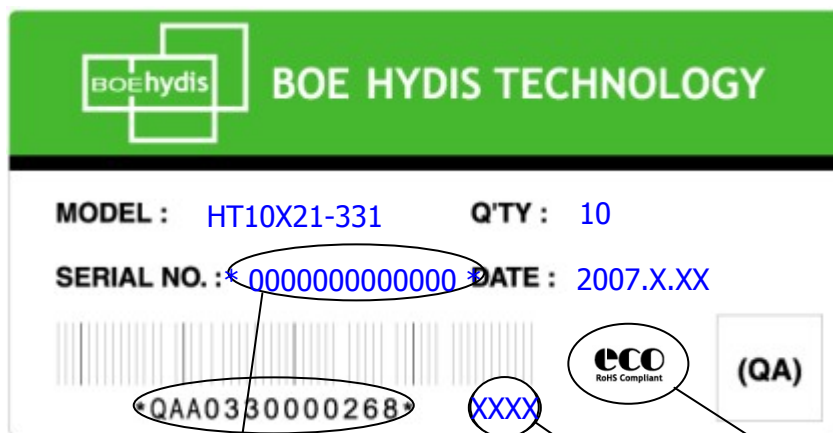 BOEhydis BOE HYDIS TECHNOLOGY
MODEL : HT10X21-331 Q'TY : 10
SERIAL NO. : * 0000000000000 * DATE : 2007.X.XX
eco
RoHS Compliant
(QA)
*QAA0330000268* XXXX